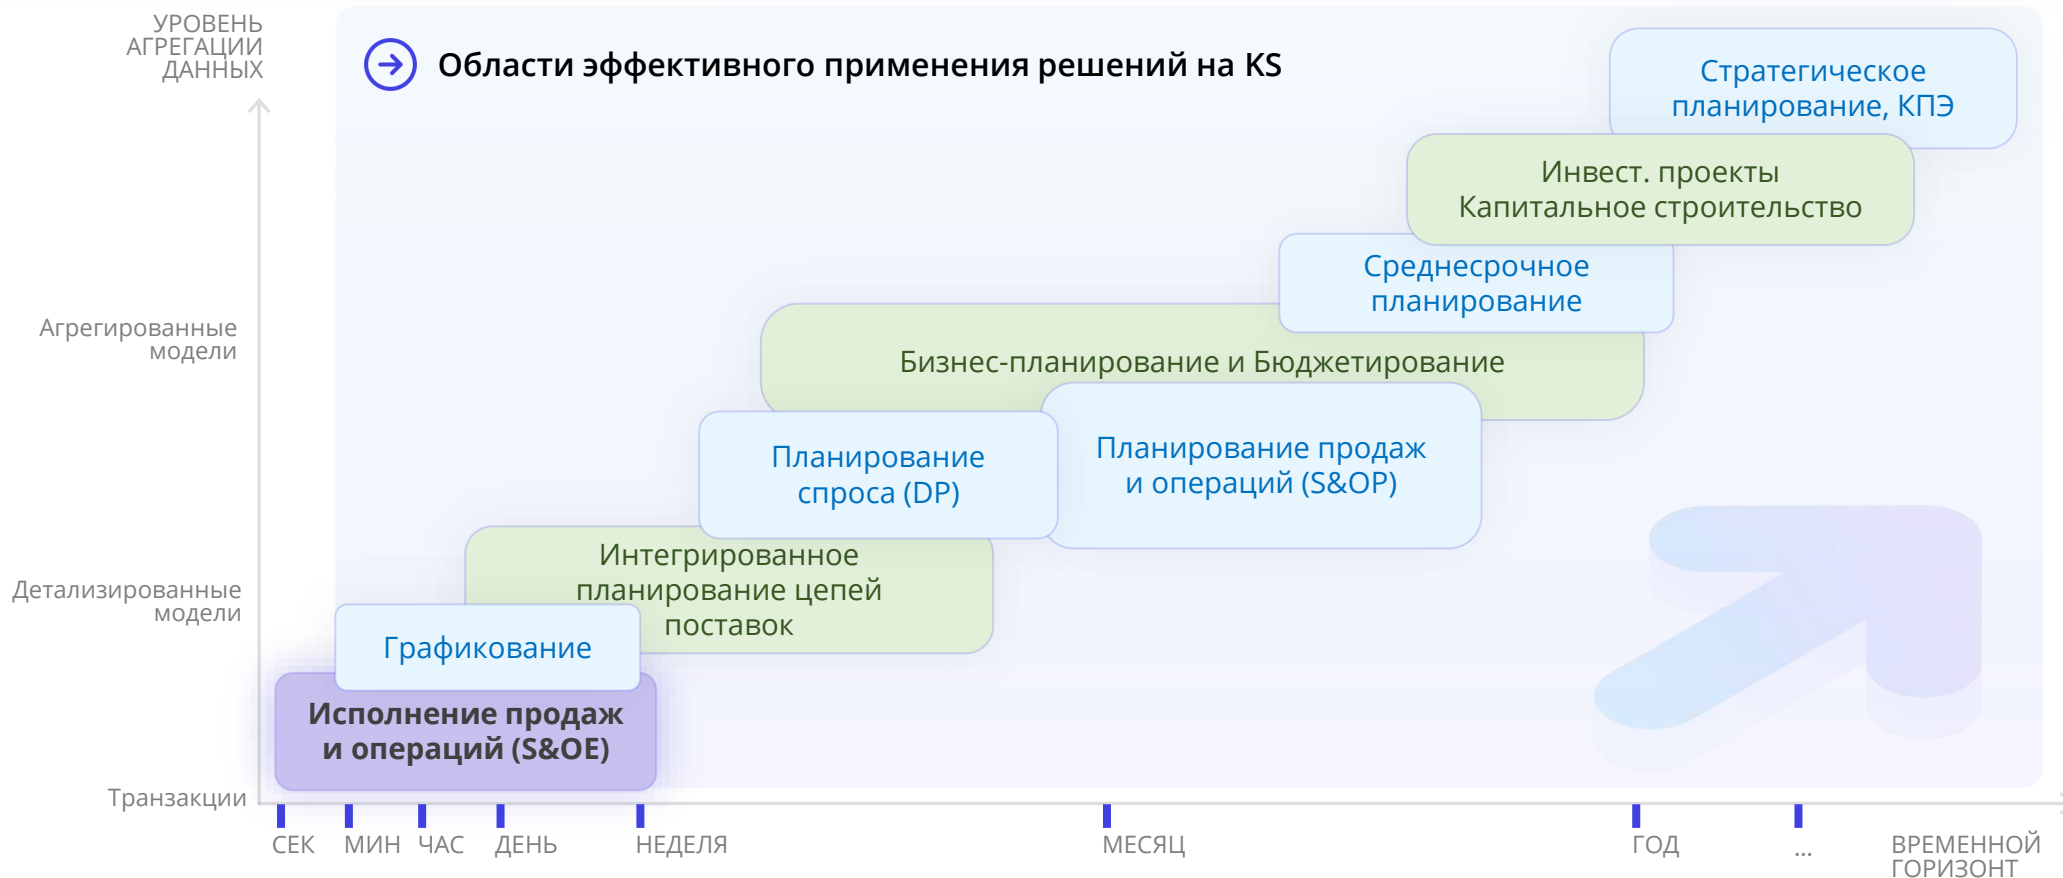 УРОВЕНЬ
АГРЕГАЦИИ
ДАННЫХ
Области эффективного применения решений на KS
Стратегическое
планирование, КПЭ
Инвест. проекты
Капитальное строительство
Среднесрочное
планирование
Агрегированные
модели
Бизнес-планирование и Бюджетирование
Планирование
спроса (DP)
Планирование продаж
и операций (S&OP)
Интегрированное
планирование цепей
поставок
Детализированные
модели
Графикование
Исполнение продаж
и операций (S&OE)
Транзакции
СЕК
МИН
ЧАС
ДЕНЬ
НЕДЕЛЯ
МЕСЯЦ
ГОД
...
ВРЕМЕННОЙ
ГОРИЗОНТ